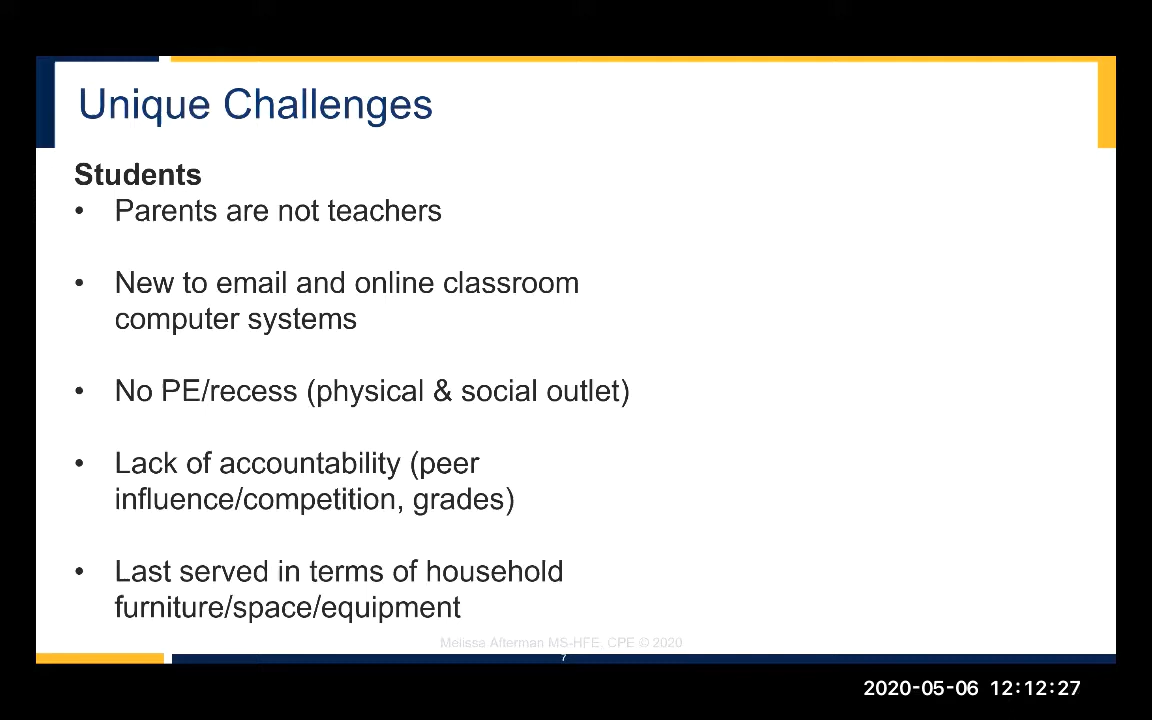 Unique Challenges
Students
• Parents are not teachers
• New to email and online classroom
computer systems
• No PE/recess (physical & social outlet)
• Lack of accountability (peer
influence/competition, grades)
• Last served in terms of household
furniture/space/equipment
Melissa Afterman MS-HFE, CPE © 2020
7
2020-05-06 12:12:27